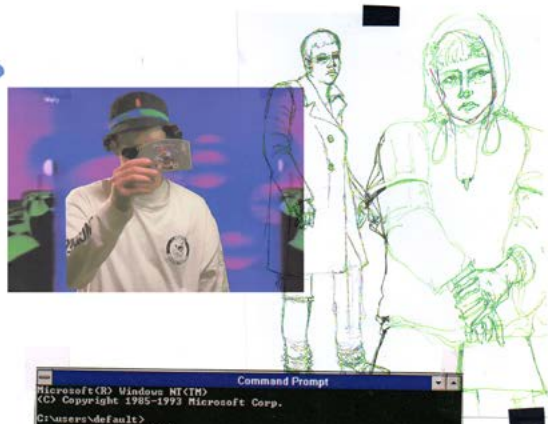 Command Prompt
Microsoft(R) Windows NT(TM)
(C) Copyright 1985-1993 Microsoft Corp.
C:\users\default>